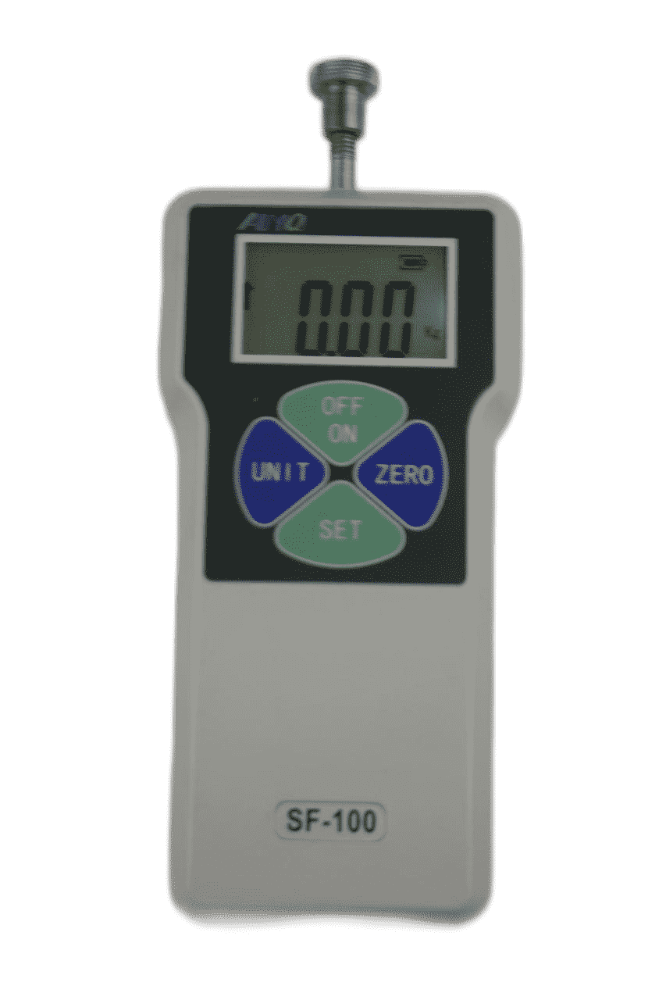 0.00
OFF
ON
UNIT
ZERO
SET
SF-100